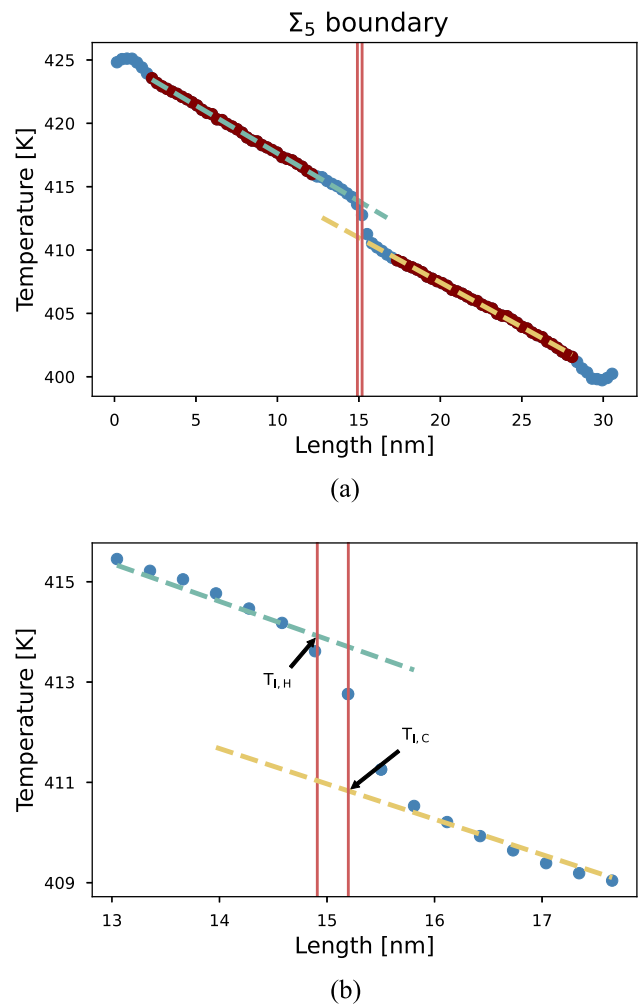 Σ₅ boundary
Temperature [K]
425
420
415
410
405
400
0 5 10 15 20 25 30
Length [nm]
(a)
Temperature [K]
415
413
411
409
T_I,H
T_I,C
13 14 15 16 17
Length [nm]
(b)